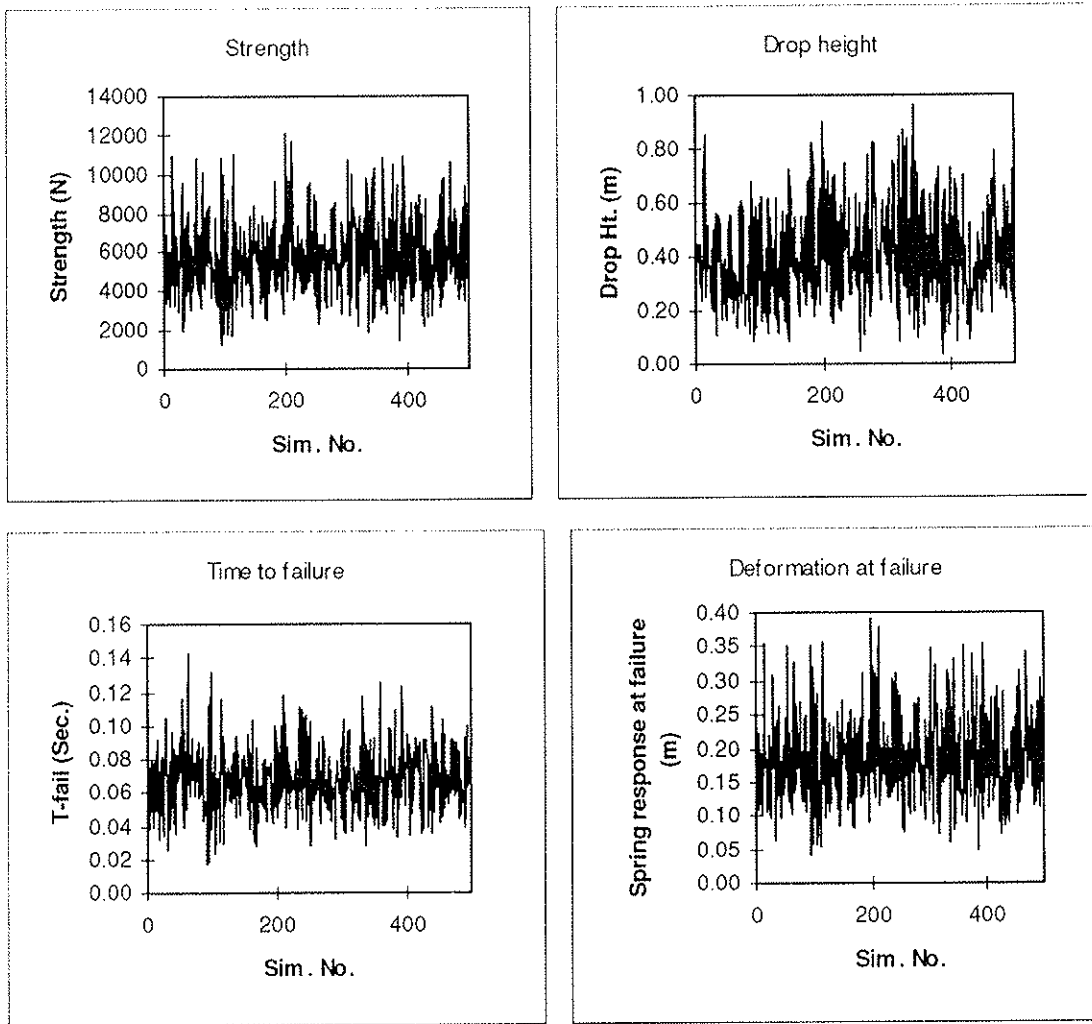 Strength
14000
12000
10000
8000
6000
4000
2000
0
Strength (N)
0 200 400
Sim. No.
Drop height
1.00
0.80
0.60
0.40
0.20
0.00
Drop Ht. (m)
0 200 400
Sim. No.
Time to failure
0.16
0.14
0.12
0.10
0.08
0.06
0.04
0.02
0.00
T-fail (Sec.)
0 200 400
Sim. No.
Deformation at failure
0.40
0.35
0.30
0.25
0.20
0.15
0.10
0.05
0.00
Spring response at failure
(m)
0 200 400
Sim. No.